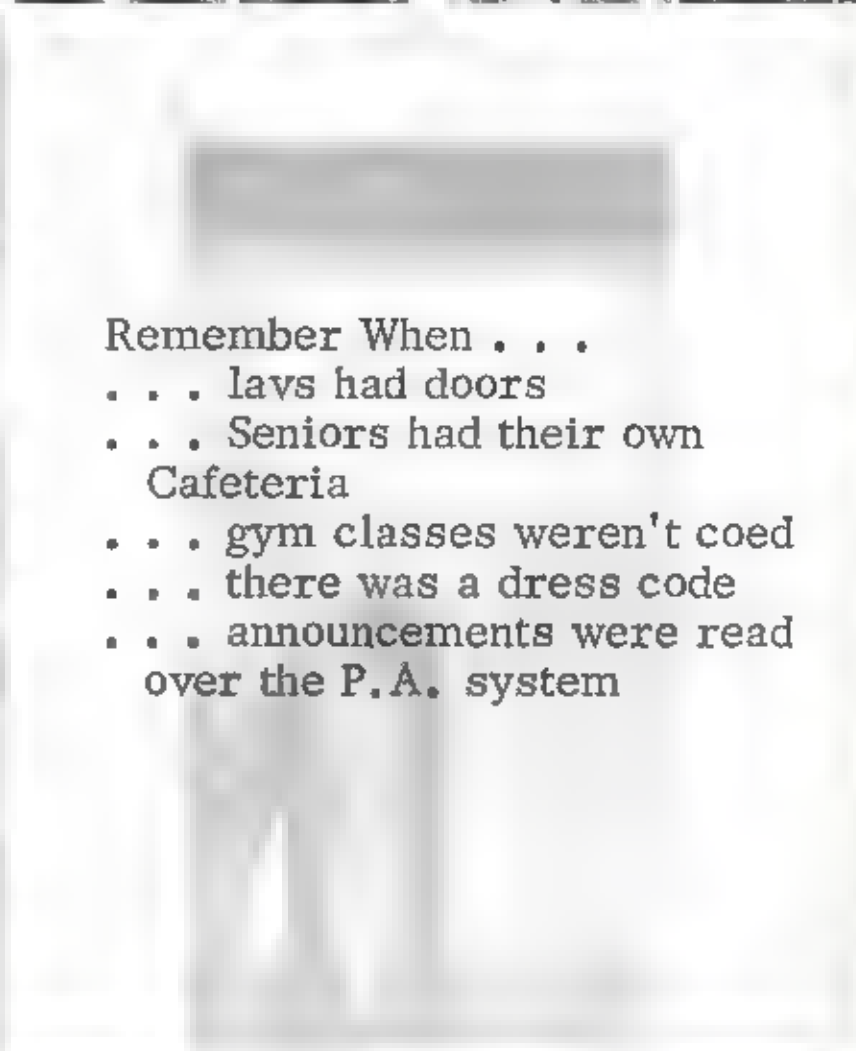 Remember When . . .
. . . lavs had doors
. . . Seniors had their own
Cafeteria
. . . gym classes weren't coed
. . . there was a dress code
. . . announcements were read
over the P.A. system